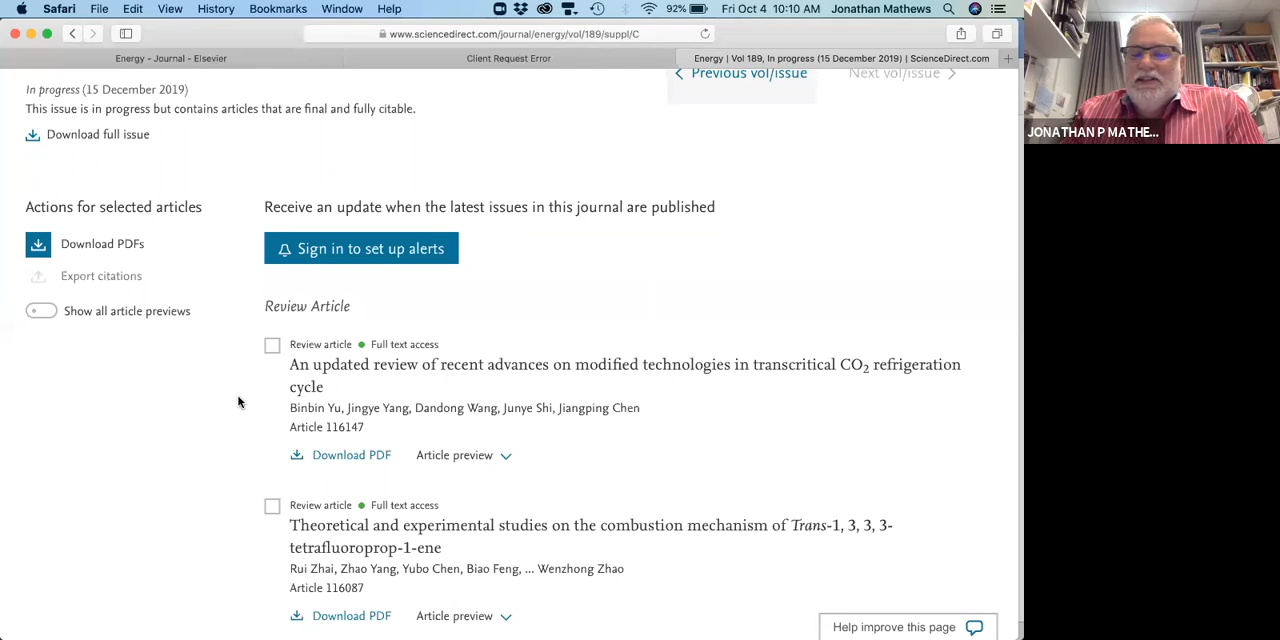 Safari File Edit View History Bookmarks Window Help 92% Fri Oct 4 10:10 AM Jonathan Mathews
www.sciencedirect.com/journal/energy/vol/189/suppl/C
Energy - Journal - Elsevier
Client Request Error
Energy | Vol 189, In progress (15 December 2019) | ScienceDirect.com
Previous vol/issue
Next vol/issue
In progress (15 December 2019)
This issue is in progress but contains articles that are final and fully citable.
Download full issue
Actions for selected articles
Download PDFs
Export citations
Show all article previews
Receive an update when the latest issues in this journal are published
Sign in to set up alerts
Review Article
Review article Full text access
An updated review of recent advances on modified technologies in transcritical CO2 refrigeration
cycle
Binbin Yu, Jingye Yang, Dandong Wang, Junye Shi, Jiangping Chen
Article 116147
Download PDF Article preview
Review article Full text access
Theoretical and experimental studies on the combustion mechanism of Trans-1, 3, 3, 3-
tetrafluoroprop-1-ene
Rui Zhai, Zhao Yang, Yubo Chen, Biao Feng, ... Wenzhong Zhao
Article 116087
Download PDF Article preview
Help improve this page
JONATHAN P MATHE...